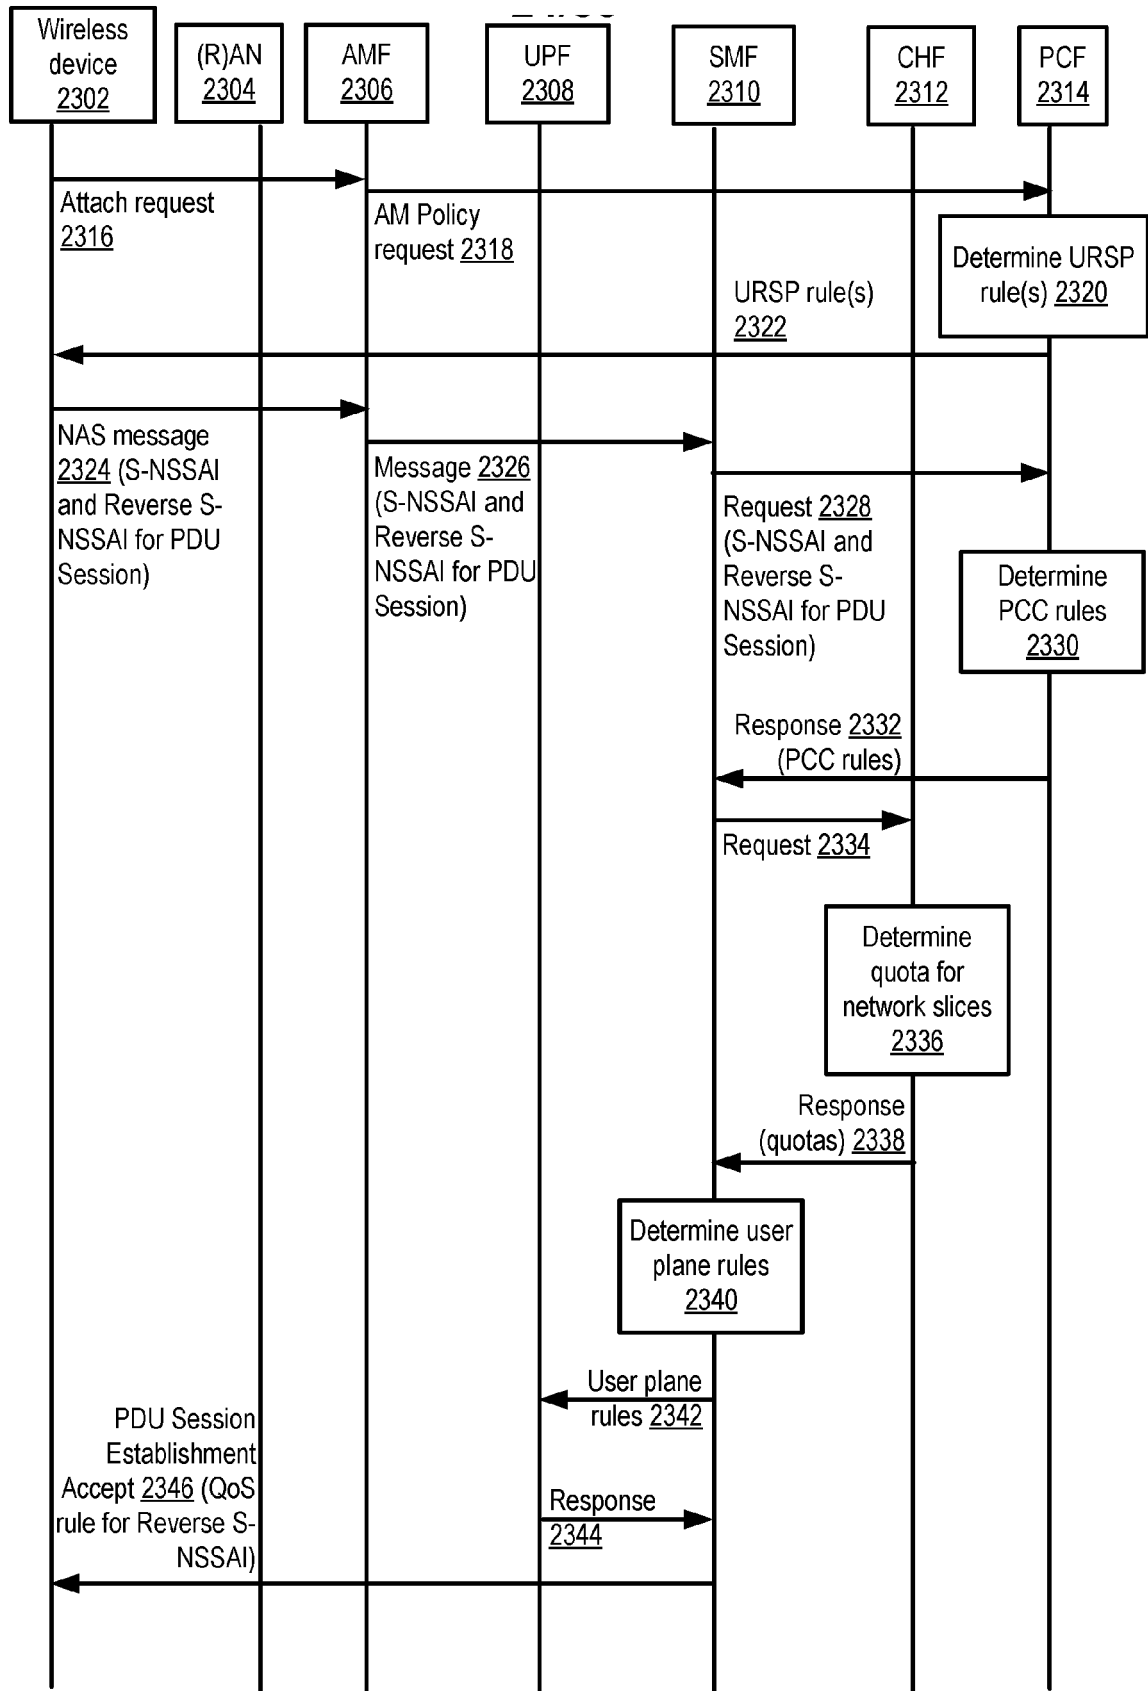 Wireless
device
2302
(R)AN
2304
AMF
2306
UPF
2308
SMF
2310
CHF
2312
PCF
2314
Attach request
2316
AM Policy
request 2318
Determine URSP
rule(s) 2320
URSP rule(s)
2322
NAS message
2324 (S-NSSAI
and Reverse S-
NSSAI for PDU
Session)
Message 2326
(S-NSSAI and
Reverse S-
NSSAI for PDU
Session)
Request 2328
(S-NSSAI and
Reverse S-
NSSAI for PDU
Session)
Determine
PCC rules
2330
Response 2332
(PCC rules)
Request 2334
Determine
quota for
network slices
2336
Response
(quotas) 2338
Determine user
plane rules
2340
User plane
rules 2342
Response
2344
PDU Session
Establishment
Accept 2346 (QoS
rule for Reverse S-
NSSAI)